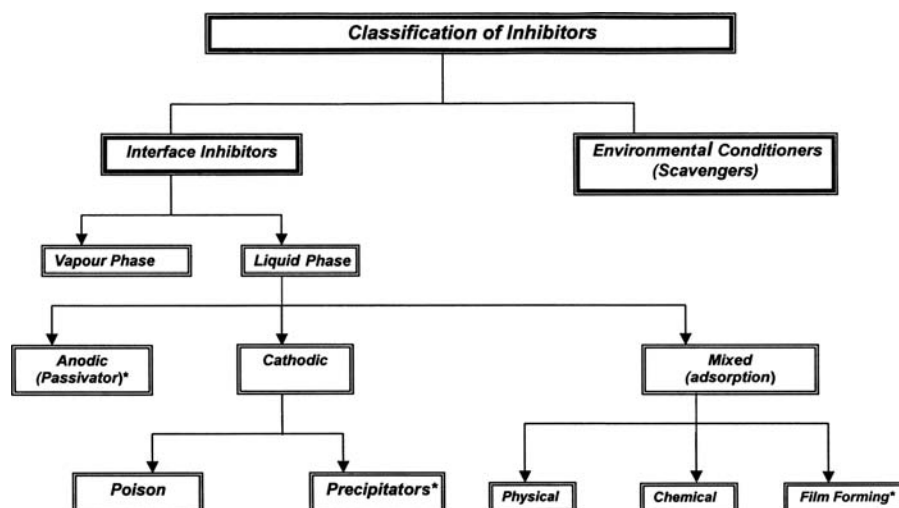 Classification of Inhibitors
Interface Inhibitors
Environmental Conditioners
(Scavengers)
Vapour Phase
Liquid Phase
Anodic
(Passivator)*
Cathodic
Mixed
(adsorption)
Poison
Precipitators*
Physical
Chemical
Film Forming*